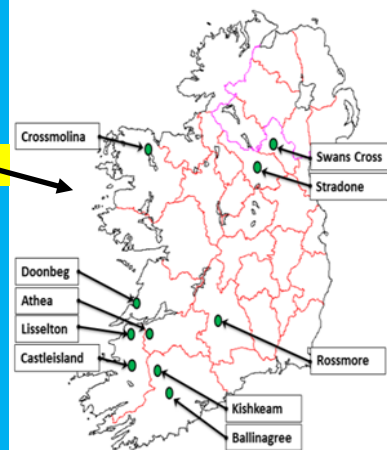 Crossmolina
Swans Cross
Stradone
Doonbeg
Athea
Lisselton
Castleisland
Rossmore
Kishkeam
Ballinagree